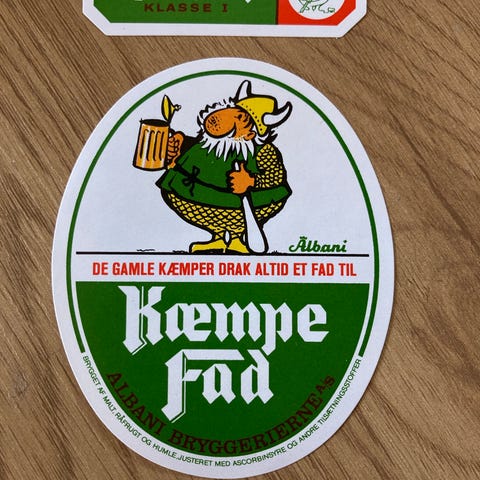 KLASSE I
Albani
DE GAMLE KÆMPER DRAK ALTID ET FAD TIL
Kæmpe
Fad
ALBANI BRYGGERIERNE A/S
BRYGGET AF MALT, RÅFRUGT OG HUMLE. JUSTERET MED ASCORBINSYRE OG ANDRE TILSÆTNINGSSTOFFER